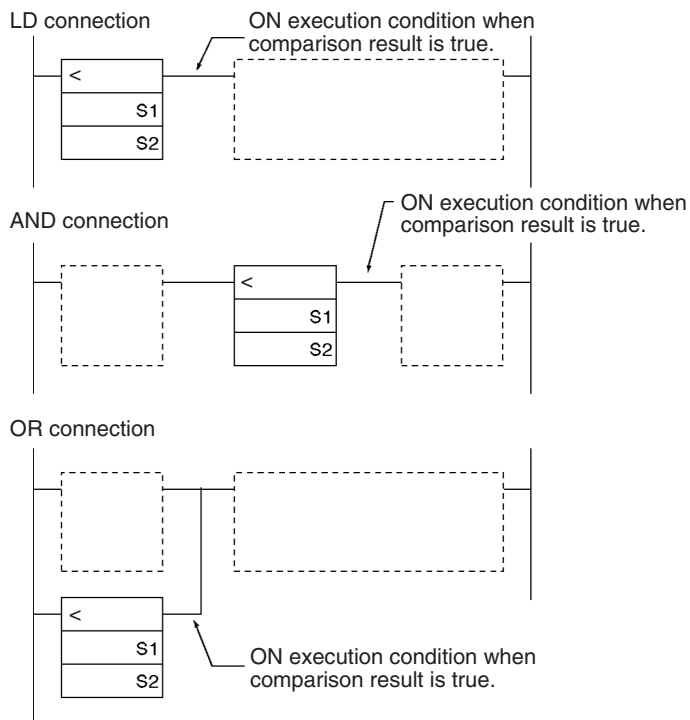 LD connection
ON execution condition when
comparison result is true.
<
S1
S2
AND connection
ON execution condition when
comparison result is true.
<
S1
S2
OR connection
<
S1
S2
ON execution condition when
comparison result is true.